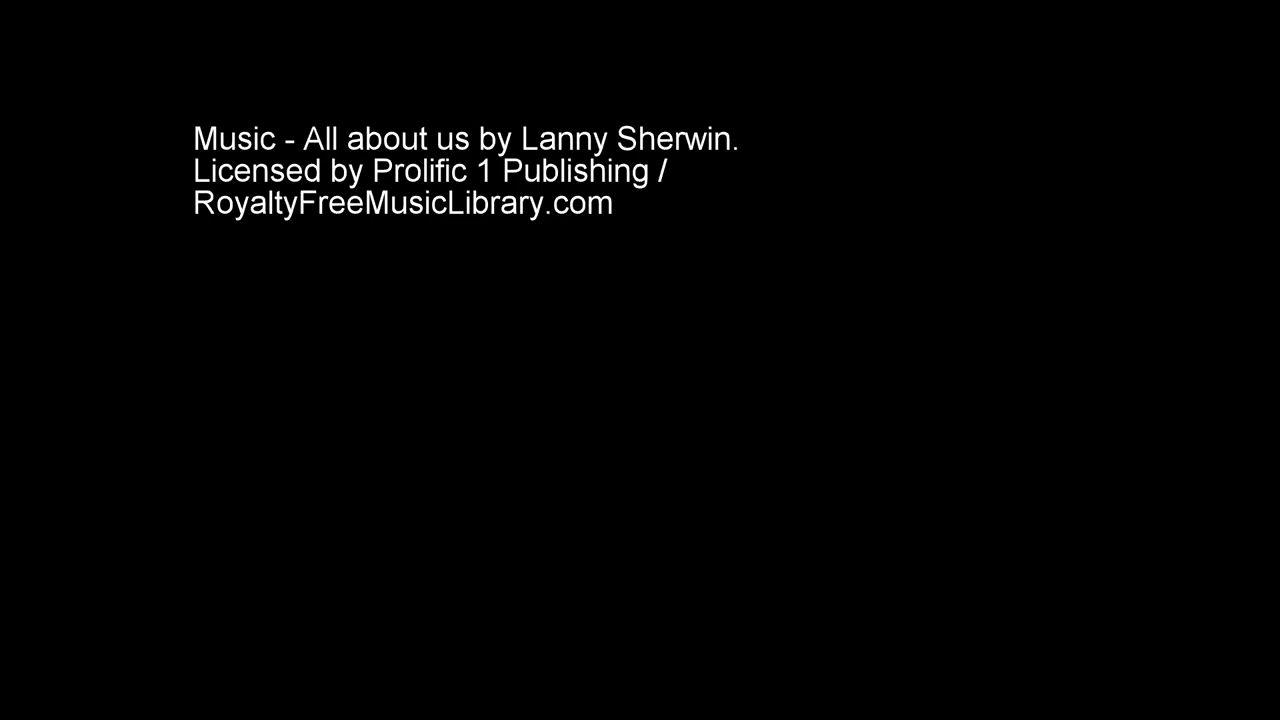 Music - All about us by Lanny Sherwin.
Licensed by Prolific 1 Publishing /
RoyaltyFreeMusicLibrary.com